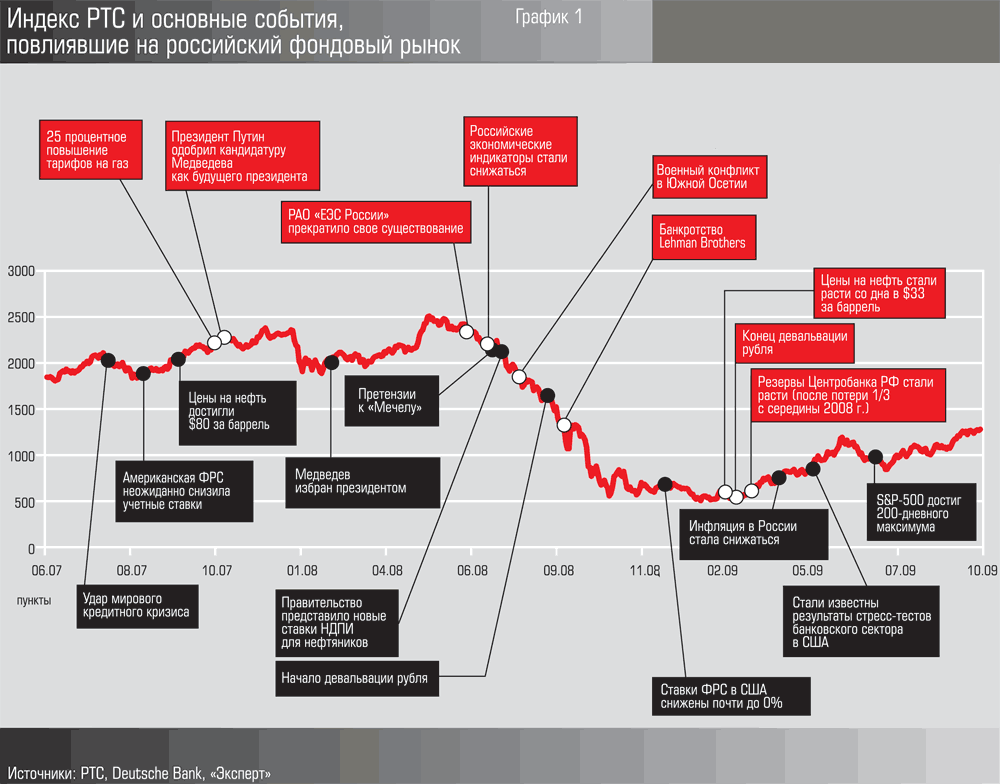 Индекс РТС и основные события,
повлиявшие на российский фондовый рынок
График 1
25 процентное
повышение
тарифов на газ
Президент Путин
одобрил кандидатуру
Медведева
как будущего президента
РАО «ЕЭС России»
прекратило свое существование
Российские
экономические
индикаторы стали
снижаться
Военный конфликт
в Южной Осетии
Банкротство
Lehman Brothers
Цены на нефть стали
расти со дна в $33
за баррель
Конец девальвации
рубля
Резервы Центробанка РФ стали
расти (после потери 1/3
с середины 2008 г.)
3000
2500
2000
1500
1000
500
0
Цены на нефть
достигли
$80 за баррель
Претензии
к «Мечелу»
Американская ФРС
неожиданно снизила
учетные ставки
Медведев
избран президентом
Инфляция в России
стала снижаться
S&P-500 достиг
200-дневного
максимума
06.07
08.07
10.07
01.08
04.08
06.08
09.08
11.08
02.09
05.09
07.09
10.09
пункты
Удар мирового
кредитного кризиса
Правительство
представило новые
ставки НДПИ
для нефтяников
Начало девальвации рубля
Ставки ФРС в США
снижены почти до 0%
Стали известны
результаты стресс-тестов
банковского сектора
в США
Источники: РТС, Deutsche Bank, «Эксперт»